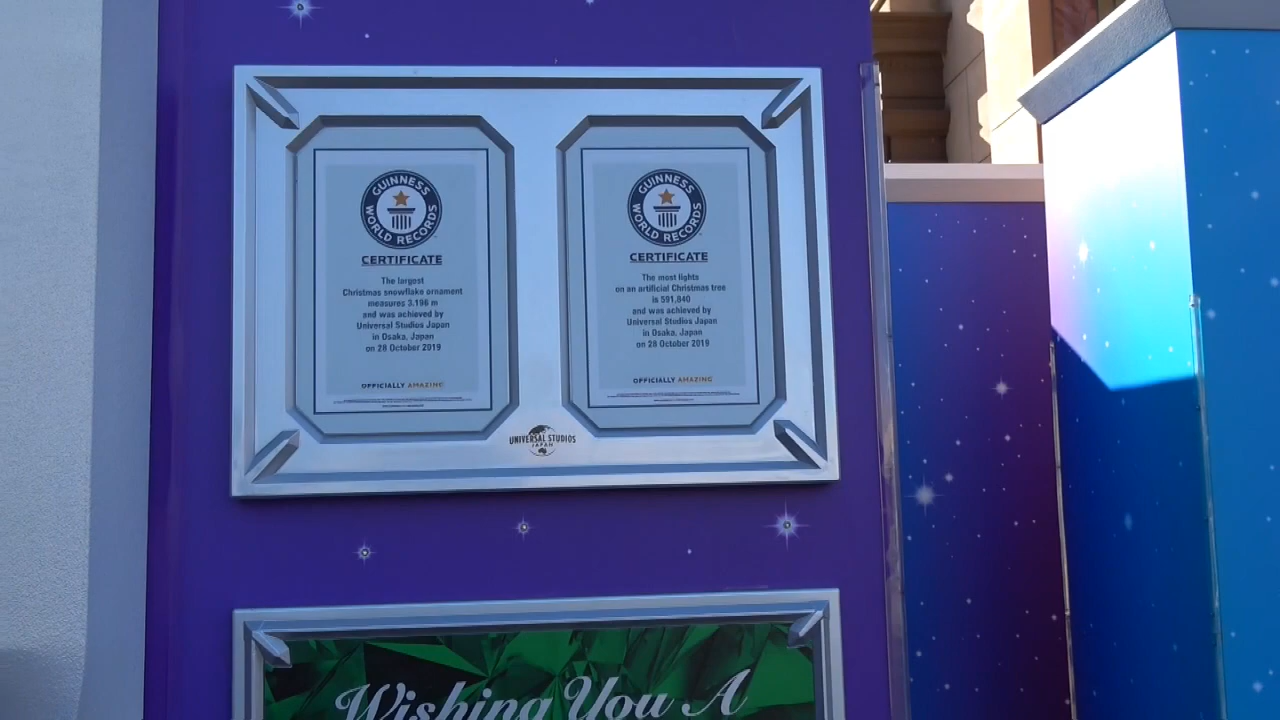 GUINNESS
WORLD RECORDS
CERTIFICATE
The largest
Christmas snowflake ornament
measures 3.196 m
and was achieved by
Universal Studios Japan
in Osaka, Japan
on 28 October 2019
OFFICIALLY AMAZING
GUINNESS
WORLD RECORDS
CERTIFICATE
The most lights
on an artificial Christmas tree
is 591,840
and was achieved by
Universal Studios Japan
in Osaka, Japan
on 28 October 2019
OFFICIALLY AMAZING
UNIVERSAL STUDIOS
JAPAN
Wishing You A